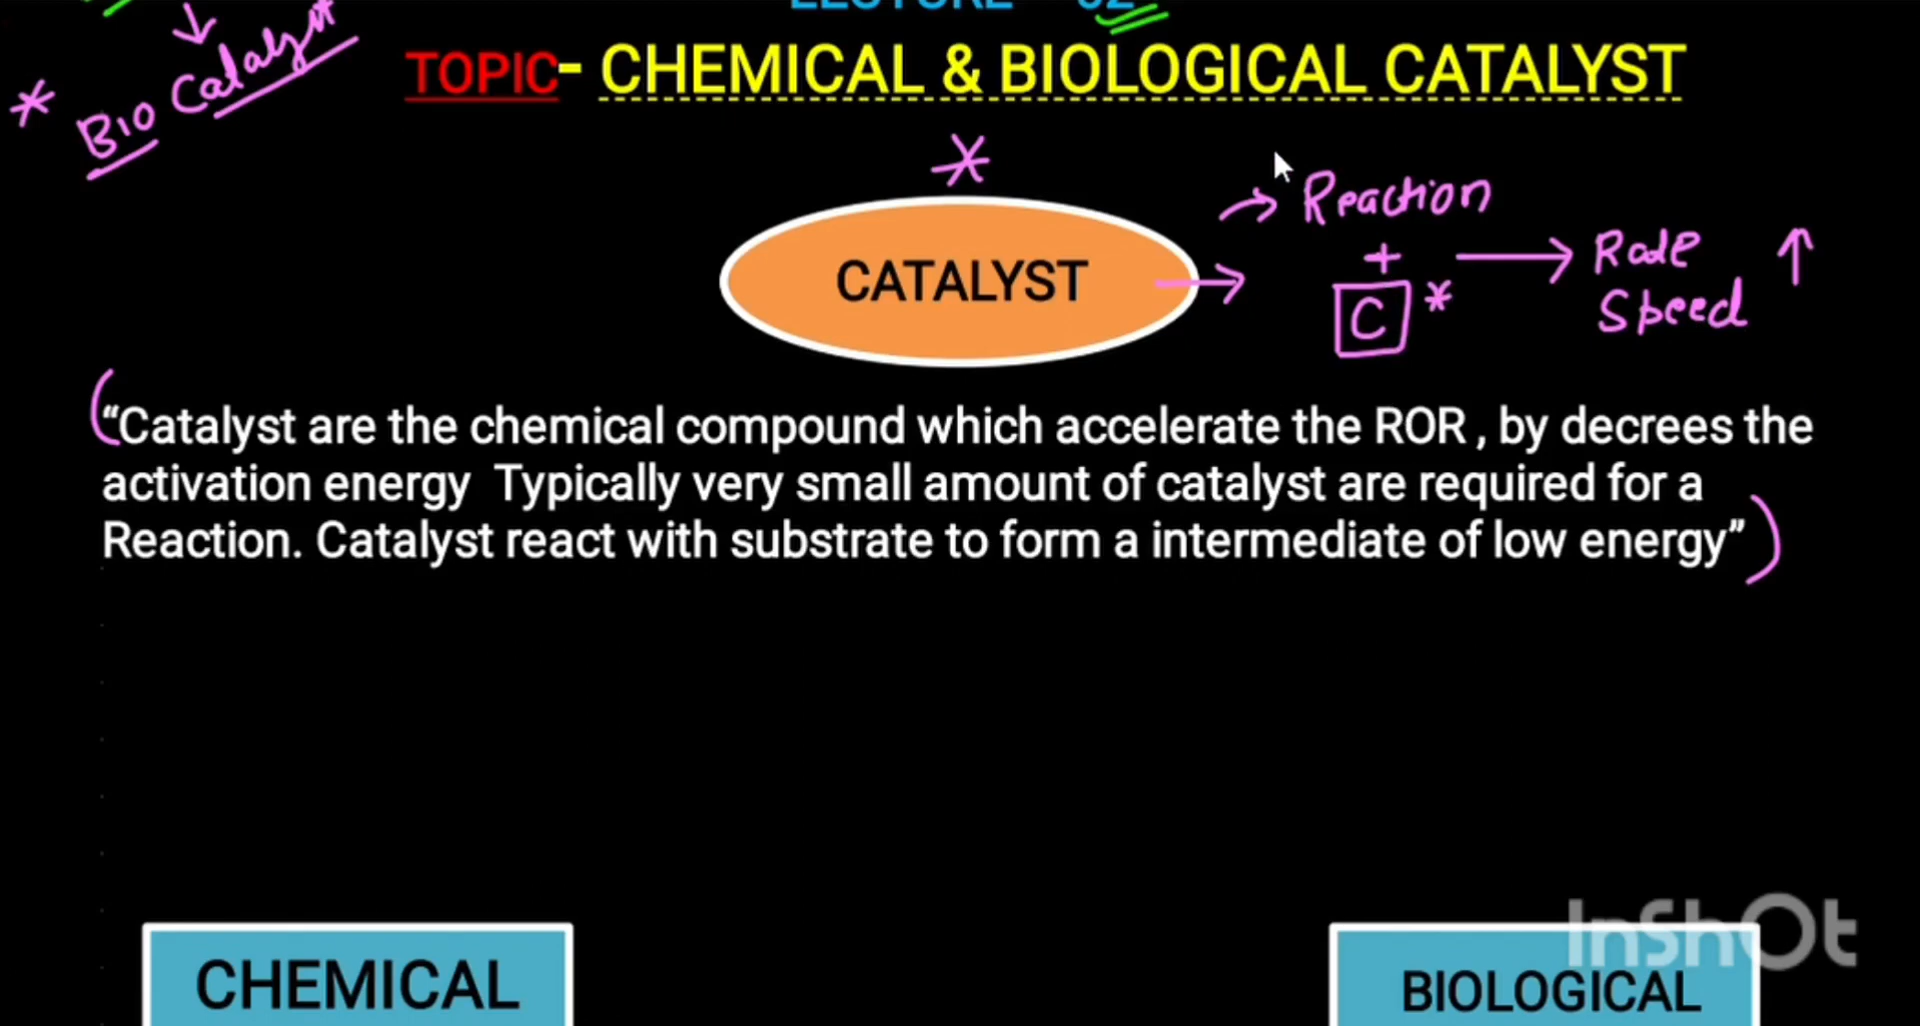 LECTURE - 02
* Bio Catalyst
TOPIC- CHEMICAL & BIOLOGICAL CATALYST
*
CATALYST
Reaction
+
C *
Rate
Speed
“Catalyst are the chemical compound which accelerate the ROR , by decrees the
activation energy Typically very small amount of catalyst are required for a
Reaction. Catalyst react with substrate to form a intermediate of low energy”
CHEMICAL
BIOLOGICAL
InShOt